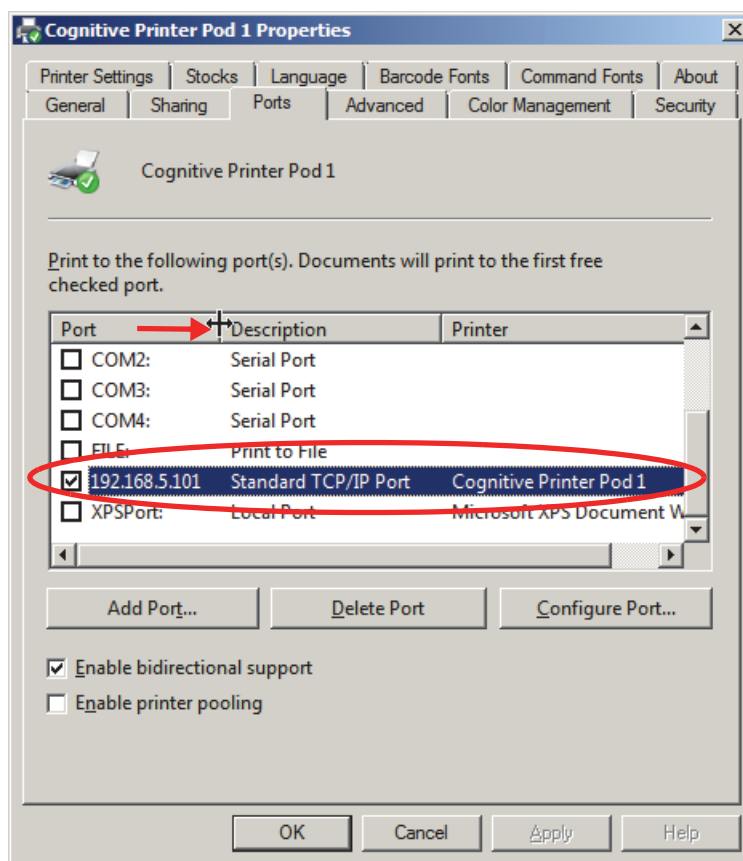 Cognitive Printer Pod 1 Properties
Printer Settings Stocks Language Barcode Fonts Command Fonts About
General Sharing Ports Advanced Color Management Security
Cognitive Printer Pod 1
Print to the following port(s). Documents will print to the first free
checked port.
Port Description Printer
COM2: Serial Port
COM3: Serial Port
COM4: Serial Port
FILE: Print to File
192.168.5.101 Standard TCP/IP Port Cognitive Printer Pod 1
XPSPort: Local Port Microsoft XPS Document W
Add Port... Delete Port Configure Port...
Enable bidirectional support
Enable printer pooling
OK Cancel Apply Help